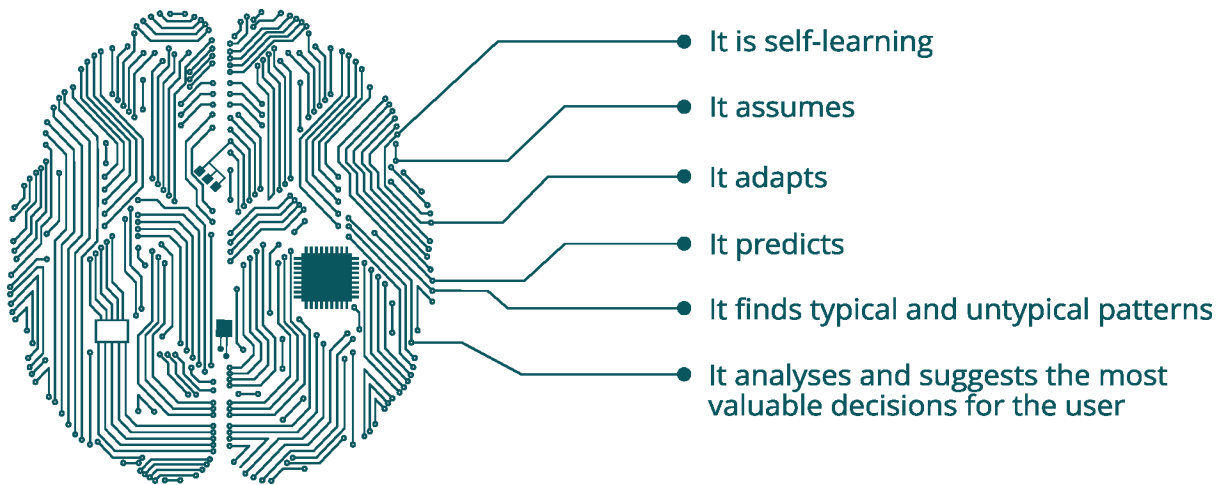 It is self-learning
It assumes
It adapts
It predicts
It finds typical and untypical patterns
It analyses and suggests the most
valuable decisions for the user